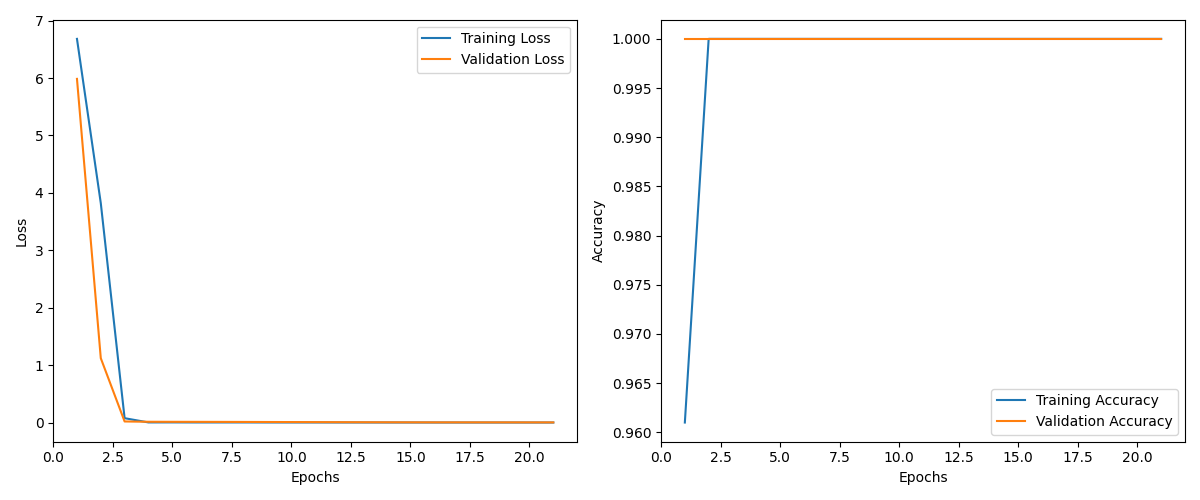 7
6
5
4
3
2
1
0
Loss
0.0 2.5 5.0 7.5 10.0 12.5 15.0 17.5 20.0
Epochs
Training Loss
Validation Loss
1.000
0.995
0.990
0.985
0.980
0.975
0.970
0.965
0.960
Accuracy
0.0 2.5 5.0 7.5 10.0 12.5 15.0 17.5 20.0
Epochs
Training Accuracy
Validation Accuracy